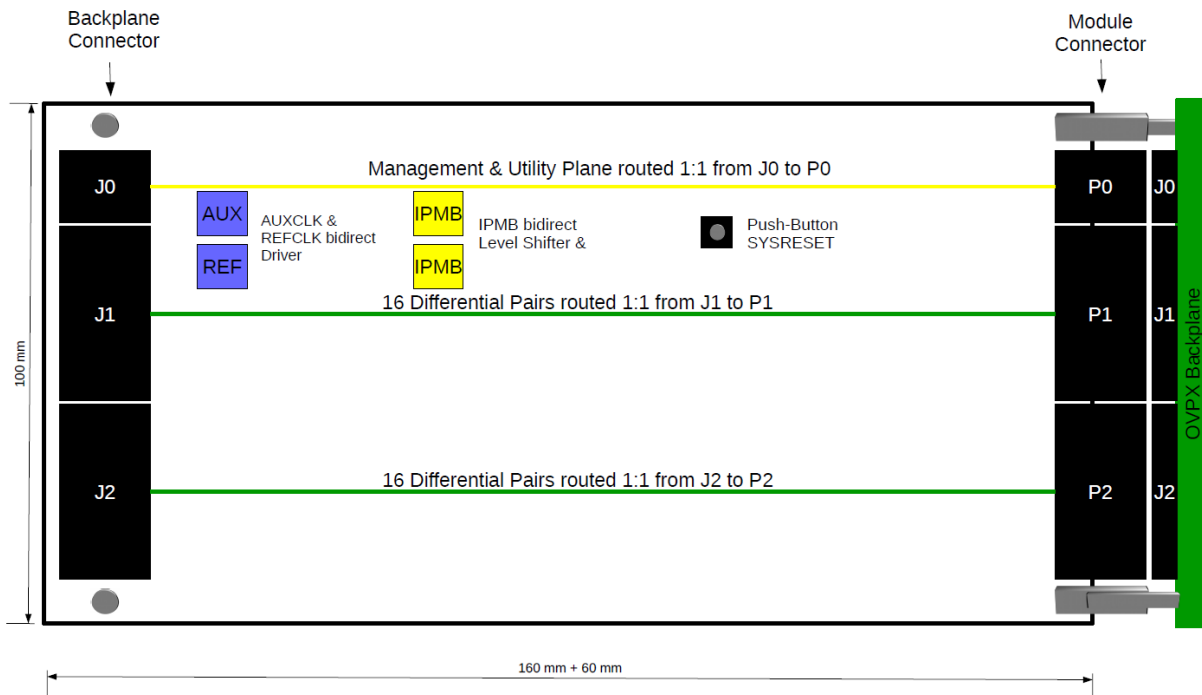 Backplane
Connector
Module
Connector
Management & Utility Plane routed 1:1 from J0 to P0
J0
P0
J0
AUX
AUXCLK &
REFCLK bidirect
Driver
REF
IPMB
IPMB
IPMB bidirect
Level Shifter &
Push-Button
SYSRESET
16 Differential Pairs routed 1:1 from J1 to P1
J1
P1
J1
OVPX Backplane
100 mm
16 Differential Pairs routed 1:1 from J2 to P2
J2
P2
J2
160 mm + 60 mm